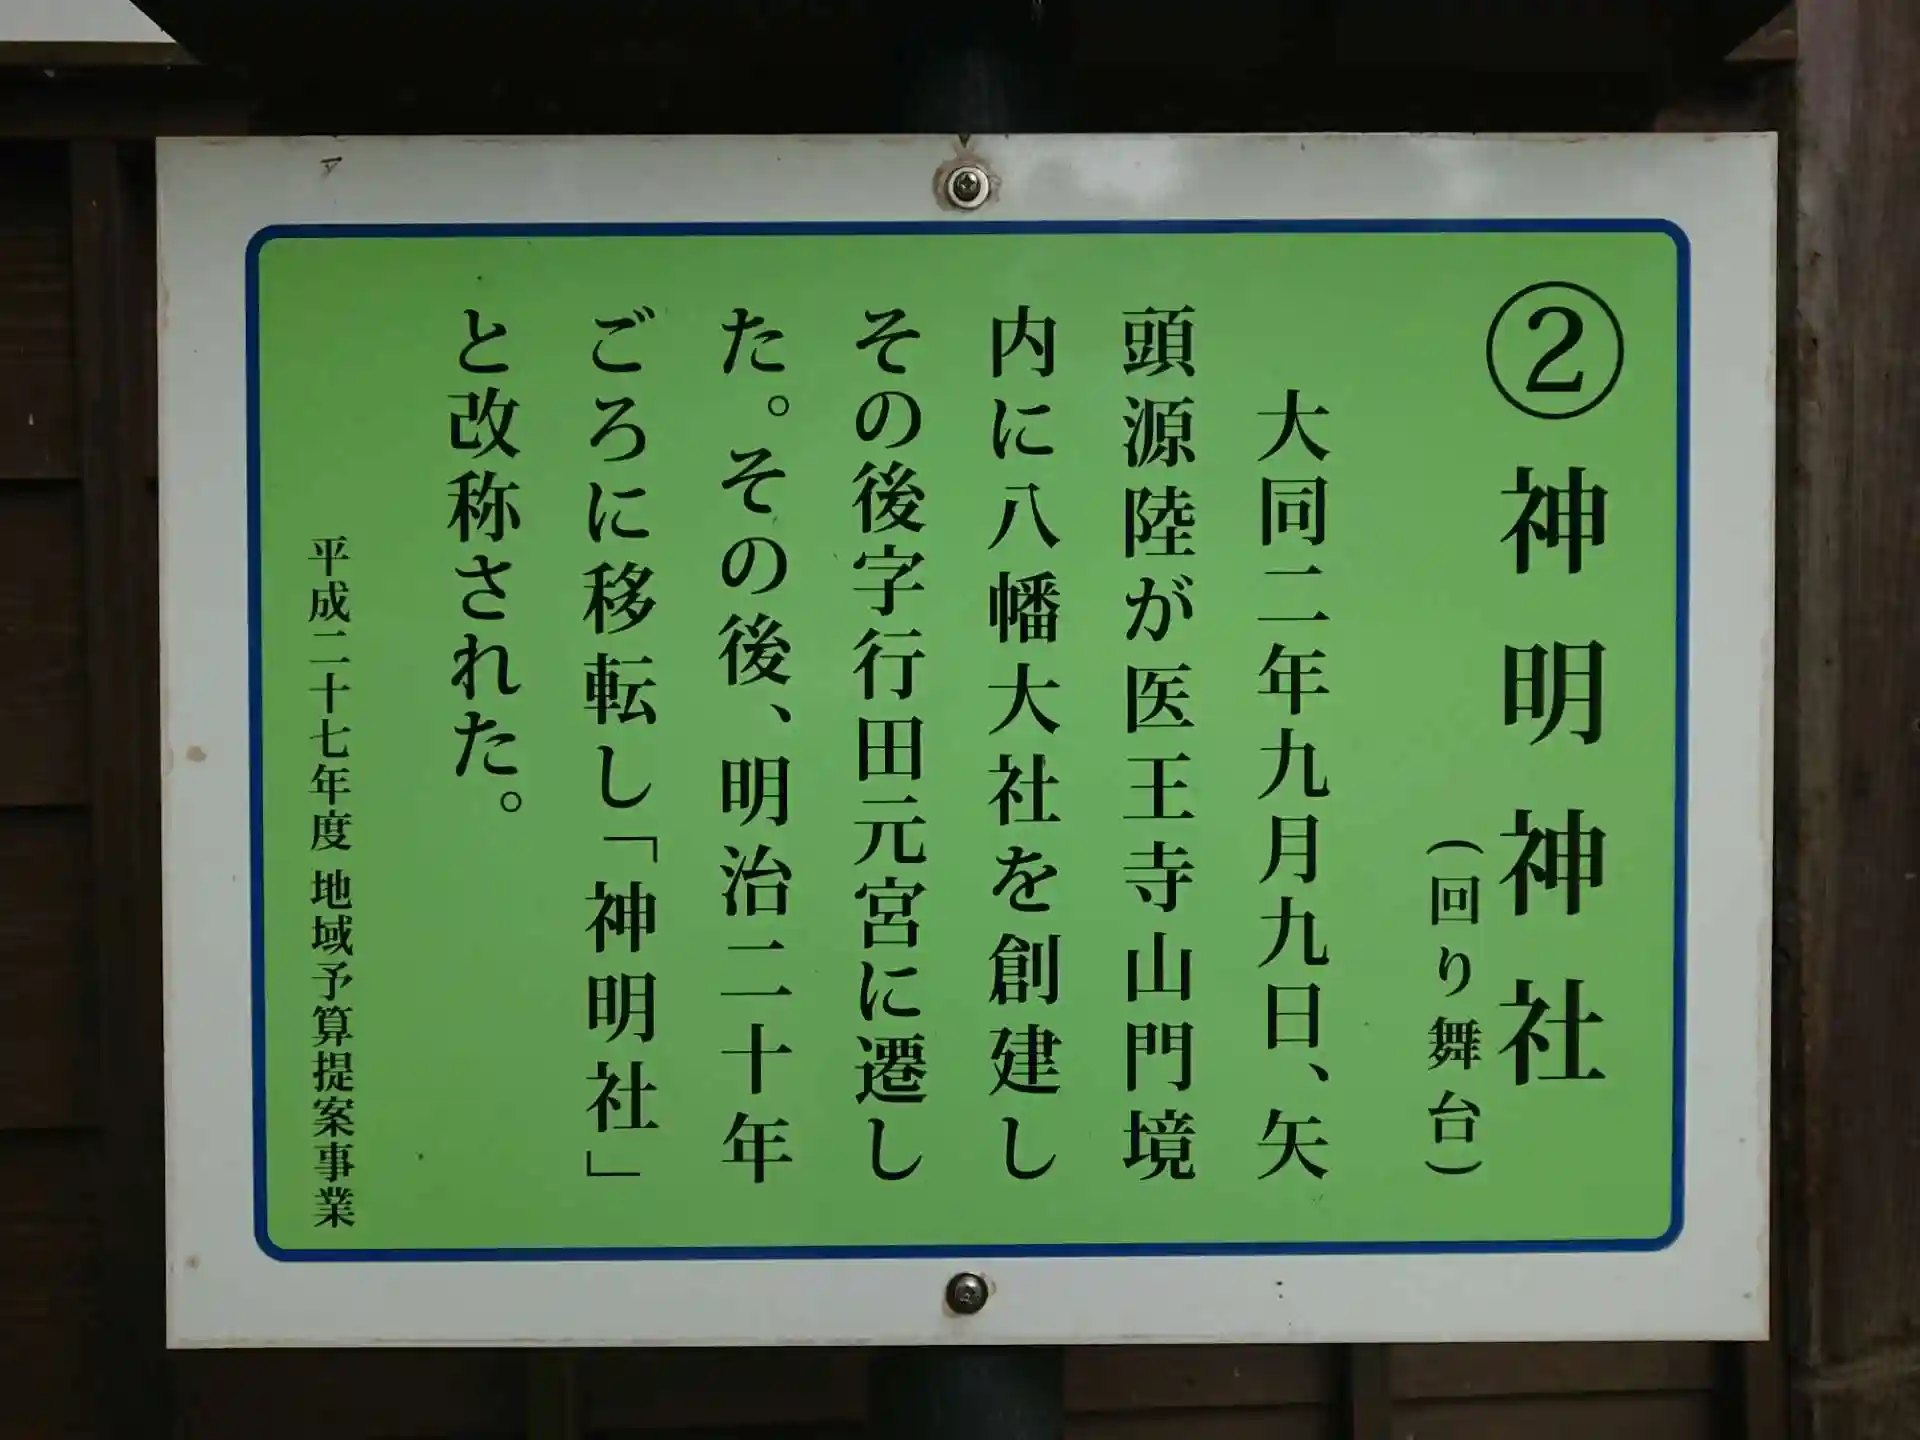 ② 神明神社
（回り舞台）
大同二年九月九日、矢
頭源陸が医王寺山門境
内に八幡大社を創建し
その後字行田元宮に遷し
た。その後、明治二十年
ごろに移転し「神明社」
と改称された。
平成二十七年度 地域予算提案事業